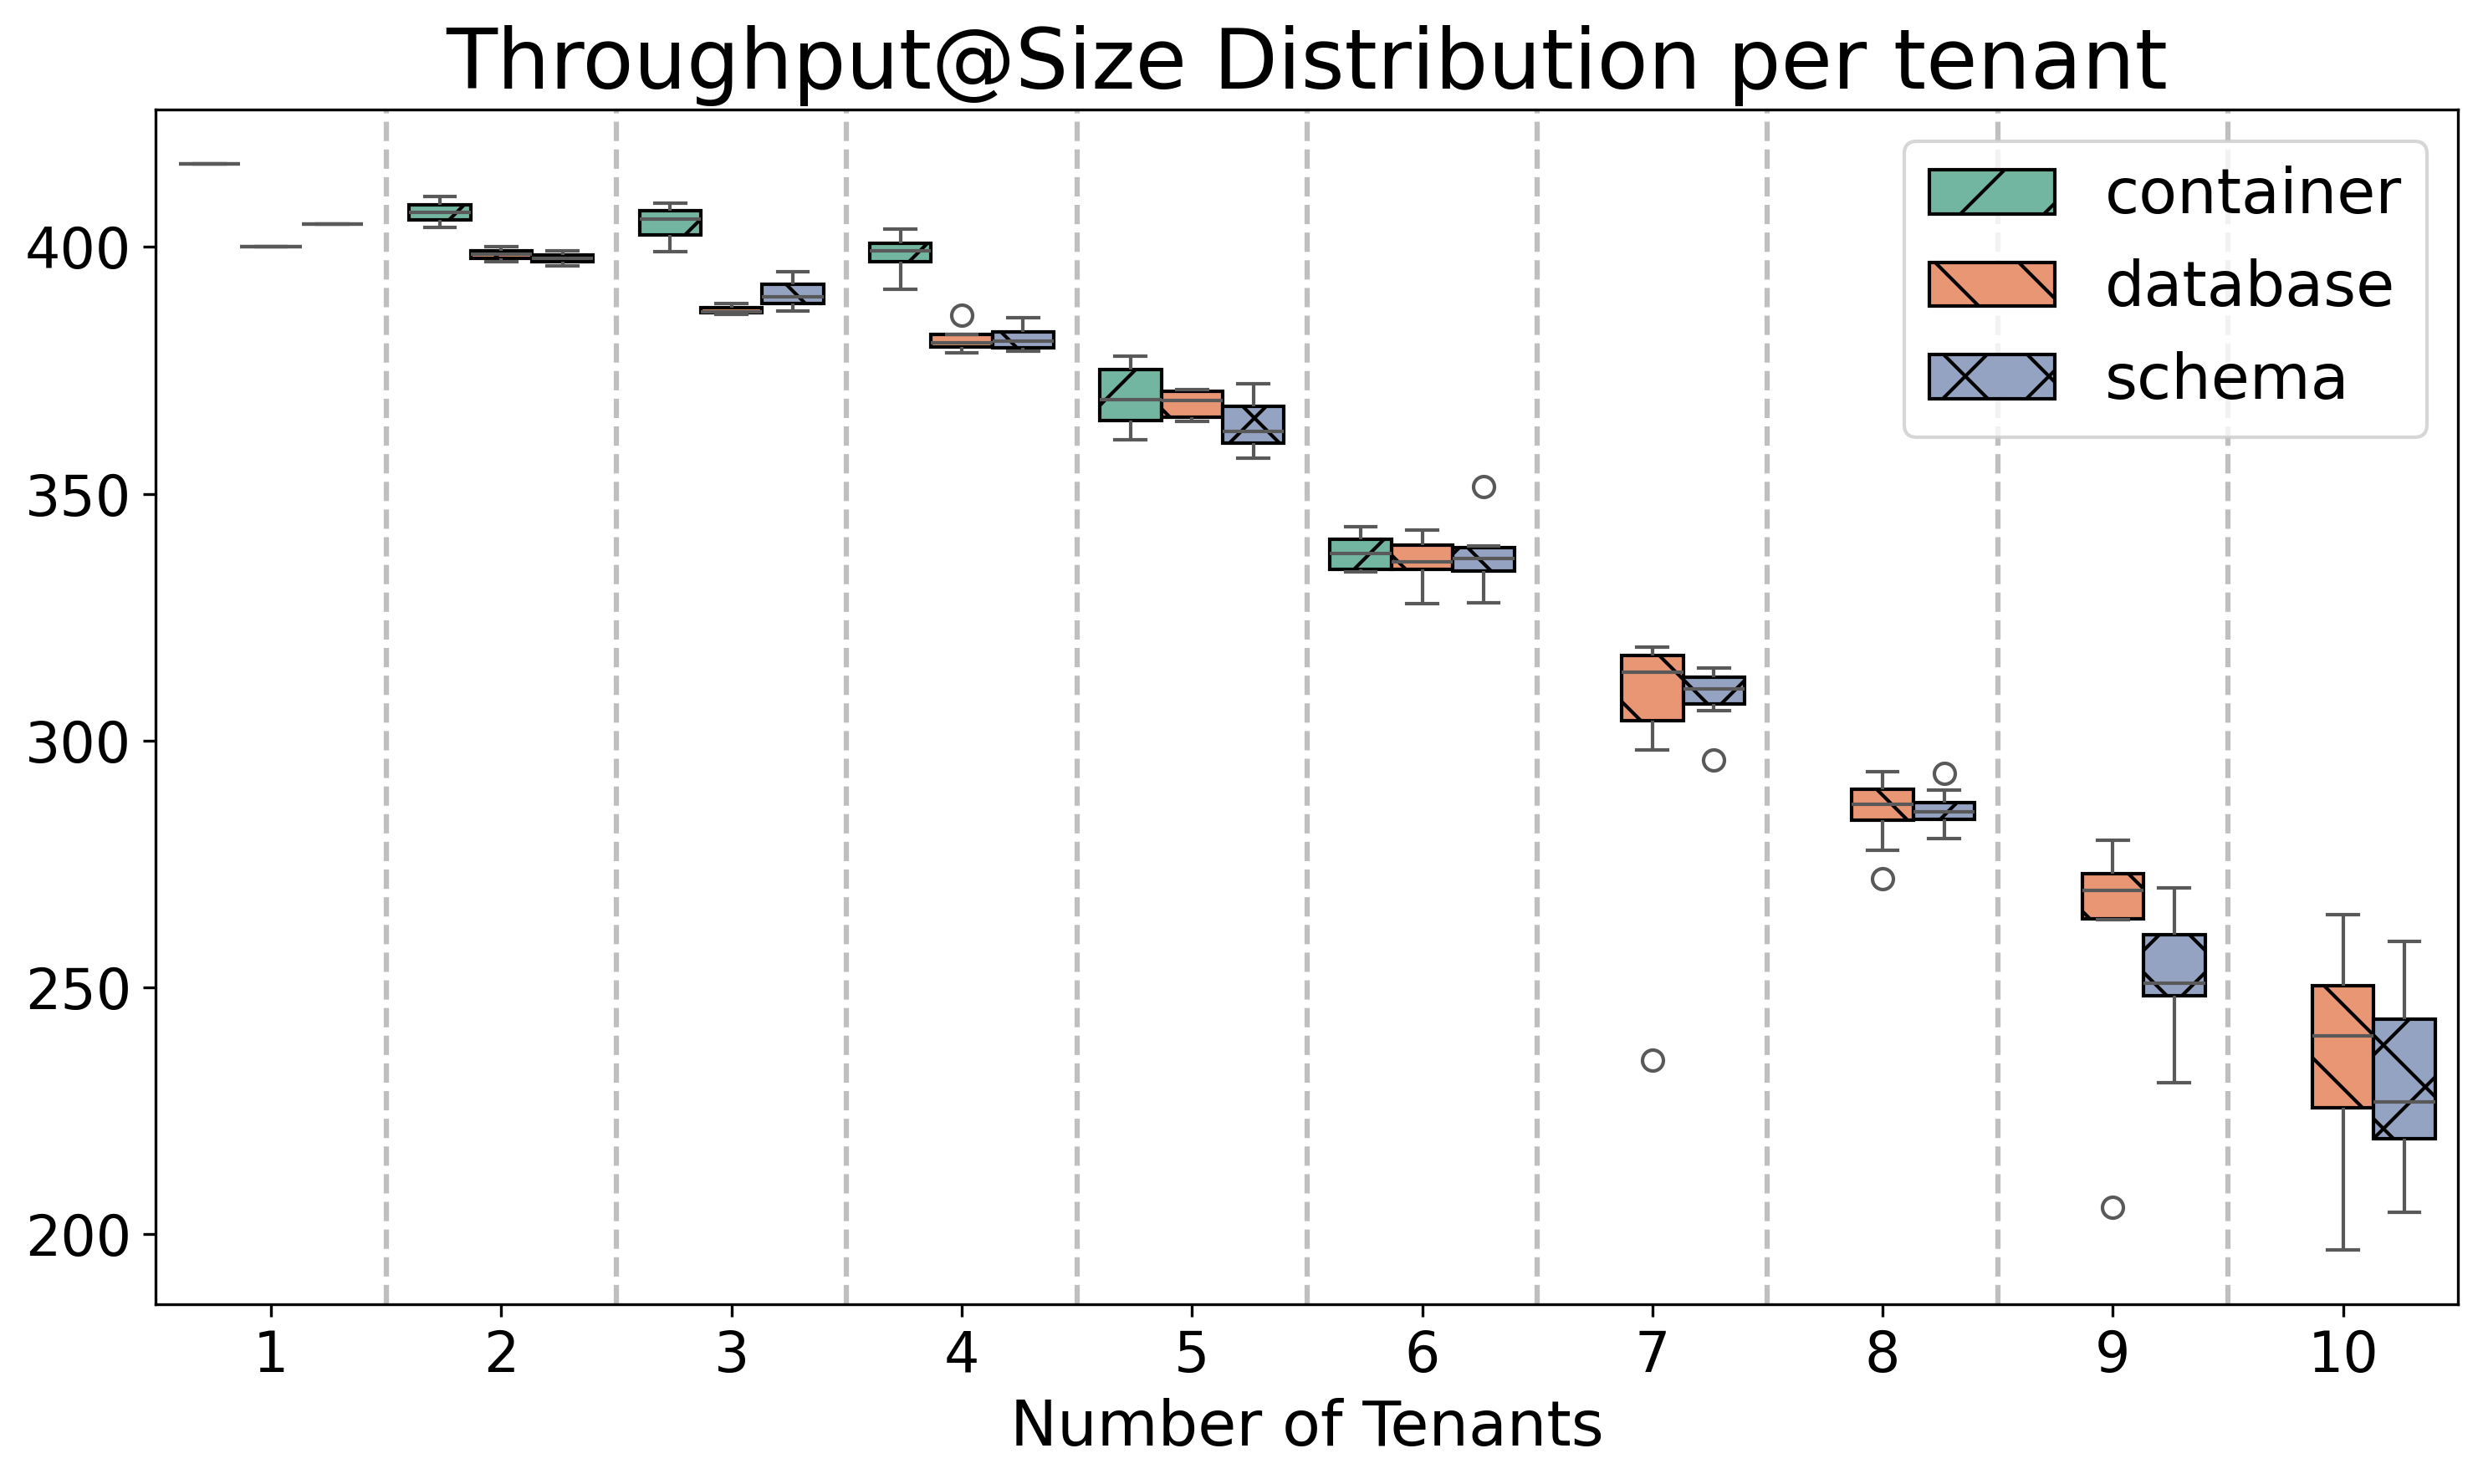 Throughput@Size Distribution per tenant
container
database
schema
400
350
300
250
200
1 2 3 4 5 6 7 8 9 10
Number of Tenants